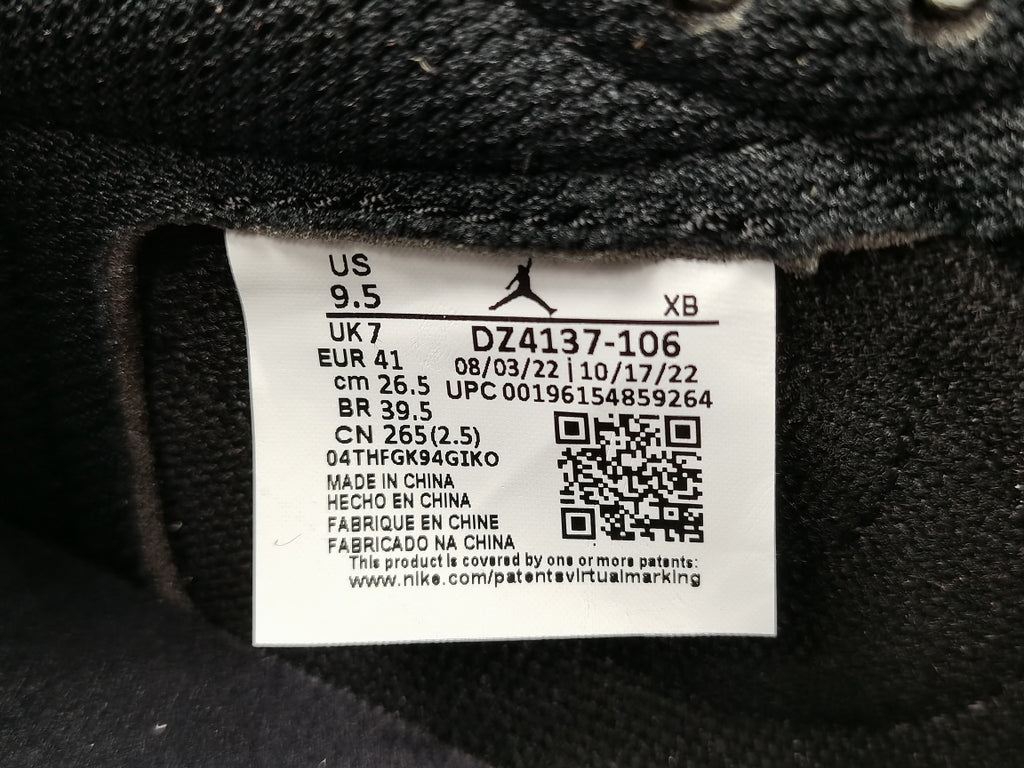 US
9.5
XB
UK 7
DZ4137-106
EUR 41
08/03/22 | 10/17/22
cm 26.5
UPC 00196154859264
BR 39.5
CN 265(2.5)
04THFGK94GIKO
MADE IN CHINA
HECHO EN CHINA
FABRIQUE EN CHINE
FABRICADO NA CHINA
This product is covered by one or more patents:
www.nike.com/patentsvirtualmarking